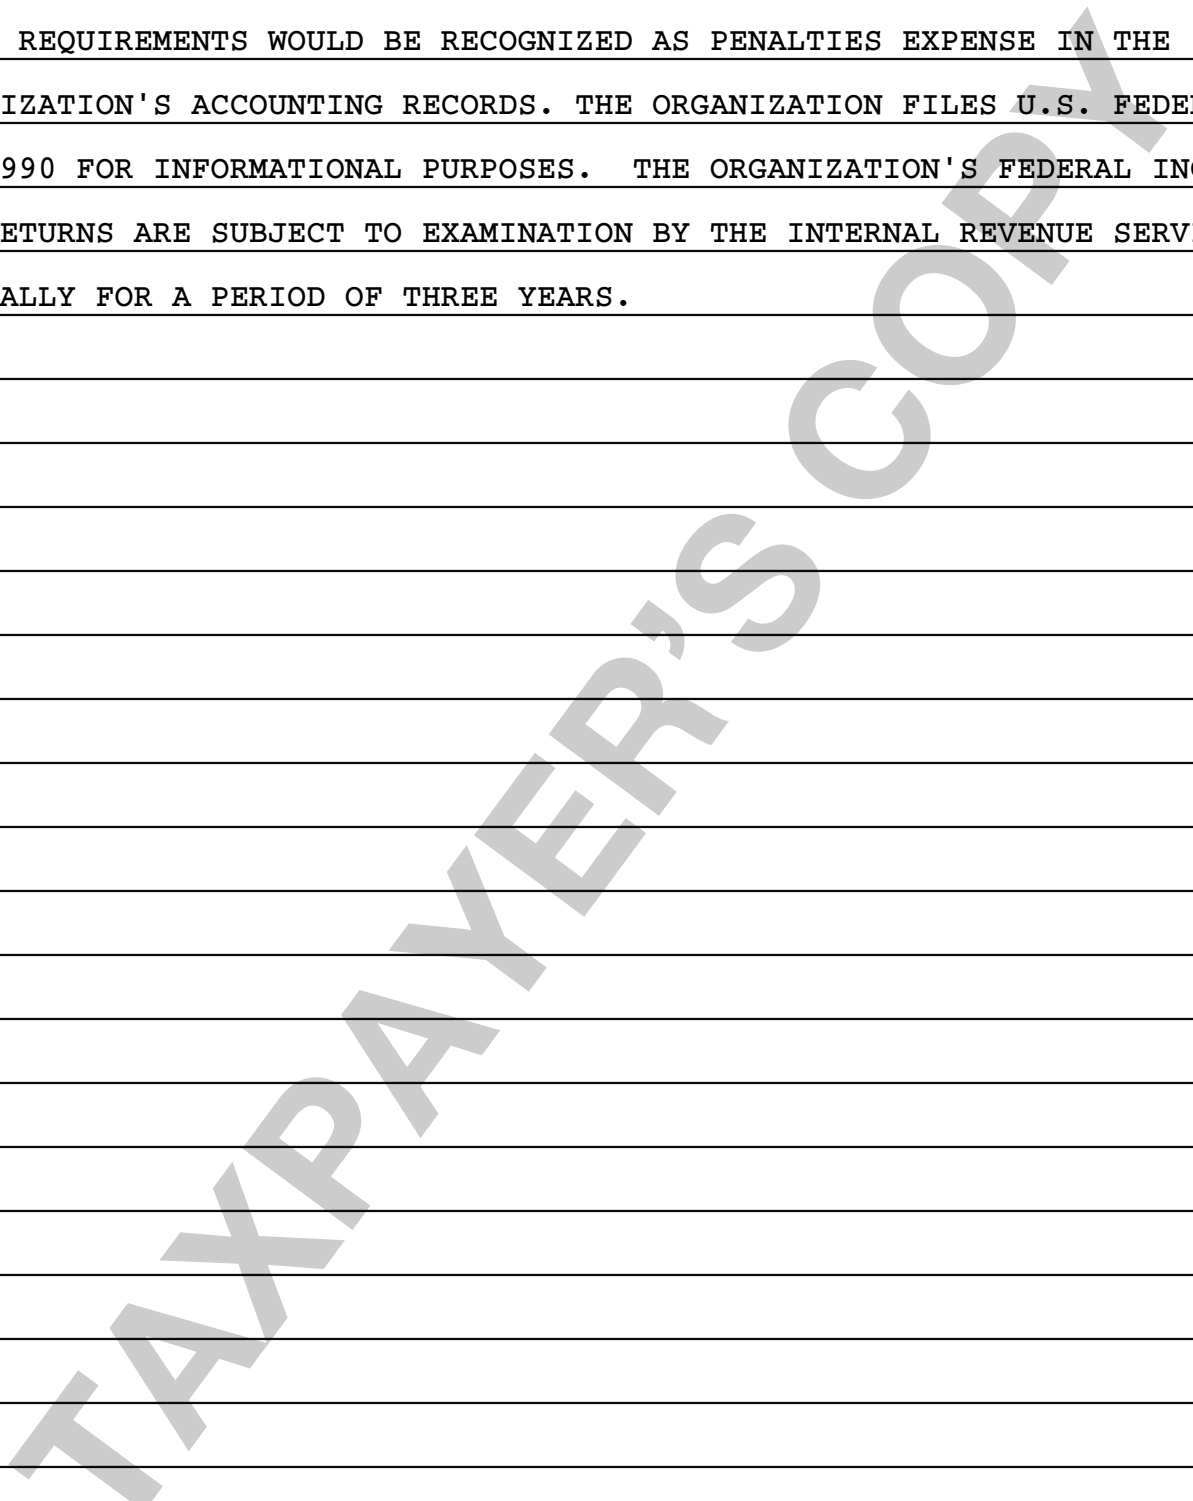 REQUIREMENTS WOULD BE RECOGNIZED AS PENALTIES EXPENSE IN THE
IZATION'S ACCOUNTING RECORDS. THE ORGANIZATION FILES U.S. FEDE
990 FOR INFORMATIONAL PURPOSES. THE ORGANIZATION'S FEDERAL IN
ETURNS ARE SUBJECT TO EXAMINATION BY THE INTERNAL REVENUE SERV
ALLY FOR A PERIOD OF THREE YEARS.
TAXPAYER'S COPY